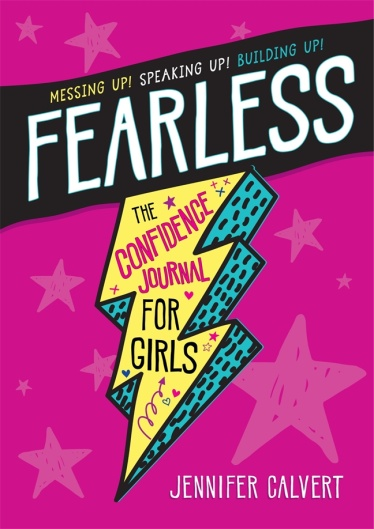 MESSING UP! SPEAKING UP! BUILDING UP!
FEARLESS
THE
CONFIDENCE
JOURNAL
FOR
GIRLS
JENNIFER CALVERT